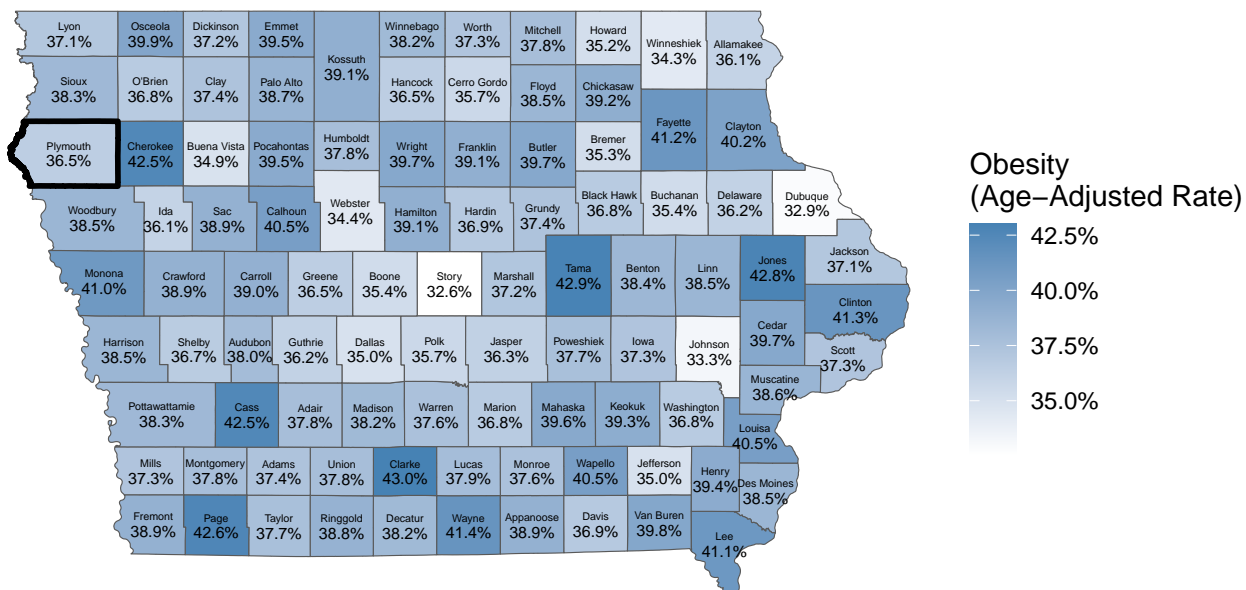 Lyon
37.1%
Osceola
39.9%
Dickinson
37.2%
Emmet
39.5%
Kossuth
39.1%
Winnebago
38.2%
Worth
37.3%
Mitchell
37.8%
Howard
35.2%
Winneshiek
34.3%
Allamakee
36.1%
Sioux
38.3%
O'Brien
36.8%
Clay
37.4%
Palo Alto
38.7%
Hancock
36.5%
Cerro Gordo
35.7%
Floyd
38.5%
Chickasaw
39.2%
Fayette
41.2%
Clayton
40.2%
Plymouth
36.5%
Cherokee
42.5%
Buena Vista
34.9%
Pocahontas
39.5%
Humboldt
37.8%
Wright
39.7%
Franklin
39.1%
Butler
39.7%
Bremer
35.3%
Woodbury
38.5%
Ida
36.1%
Sac
38.9%
Calhoun
40.5%
Webster
34.4%
Hamilton
39.1%
Hardin
36.9%
Grundy
37.4%
Black Hawk
36.8%
Buchanan
35.4%
Delaware
36.2%
Dubuque
32.9%
Monona
41.0%
Crawford
38.9%
Carroll
39.0%
Greene
36.5%
Boone
35.4%
Story
32.6%
Marshall
37.2%
Tama
42.9%
Benton
38.4%
Linn
38.5%
Jones
42.8%
Jackson
37.1%
Clinton
41.3%
Harrison
38.5%
Shelby
36.7%
Audubon
38.0%
Guthrie
36.2%
Dallas
35.0%
Polk
35.7%
Jasper
36.3%
Poweshiek
37.7%
Iowa
37.3%
Johnson
33.3%
Cedar
39.7%
Scott
37.3%
Muscatine
38.6%
Pottawattamie
38.3%
Cass
42.5%
Adair
37.8%
Madison
38.2%
Warren
37.6%
Marion
36.8%
Mahaska
39.6%
Keokuk
39.3%
Washington
36.8%
Louisa
40.5%
Mills
37.3%
Montgomery
37.8%
Adams
37.4%
Union
37.8%
Clarke
43.0%
Lucas
37.9%
Monroe
37.6%
Wapello
40.5%
Jefferson
35.0%
Henry
39.4%
Des Moines
38.5%
Fremont
38.9%
Page
42.6%
Taylor
37.7%
Ringgold
38.8%
Decatur
38.2%
Wayne
41.4%
Appanoose
38.9%
Davis
36.9%
Van Buren
39.8%
Lee
41.1%
Obesity
(Age−Adjusted Rate)
42.5%
40.0%
37.5%
35.0%